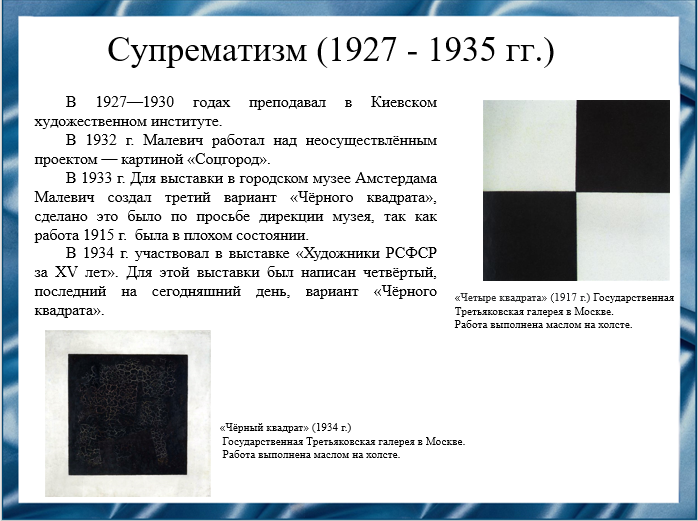 Супрематизм (1927 - 1935 гг.)
В 1927—1930 годах преподавал в Киевском
художественном институте.
В 1932 г. Малевич работал над неосуществлённым
проектом — картиной «Соцгород».
В 1933 г. Для выставки в городском музее Амстердама
Малевич создал третий вариант «Чёрного квадрата»,
сделано это было по просьбе дирекции музея, так как
работа 1915 г. была в плохом состоянии.
В 1934 г. участвовал в выставке «Художники РСФСР
за XV лет». Для этой выставки был написан четвёртый,
последний на сегодняшний день, вариант «Чёрного
квадрата».
«Четыре квадрата» (1917 г.) Государственная
Третьяковская галерея в Москве.
Работа выполнена маслом на холсте.
«Чёрный квадрат» (1934 г.)
Государственная Третьяковская галерея в Москве.
Работа выполнена маслом на холсте.